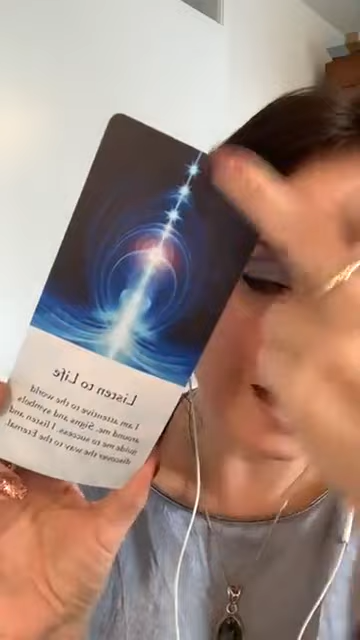 Listen to Life
I am attentive to the world
around me. Signs and symbols
guide me to success. I listen and
discover the way to the Eternal